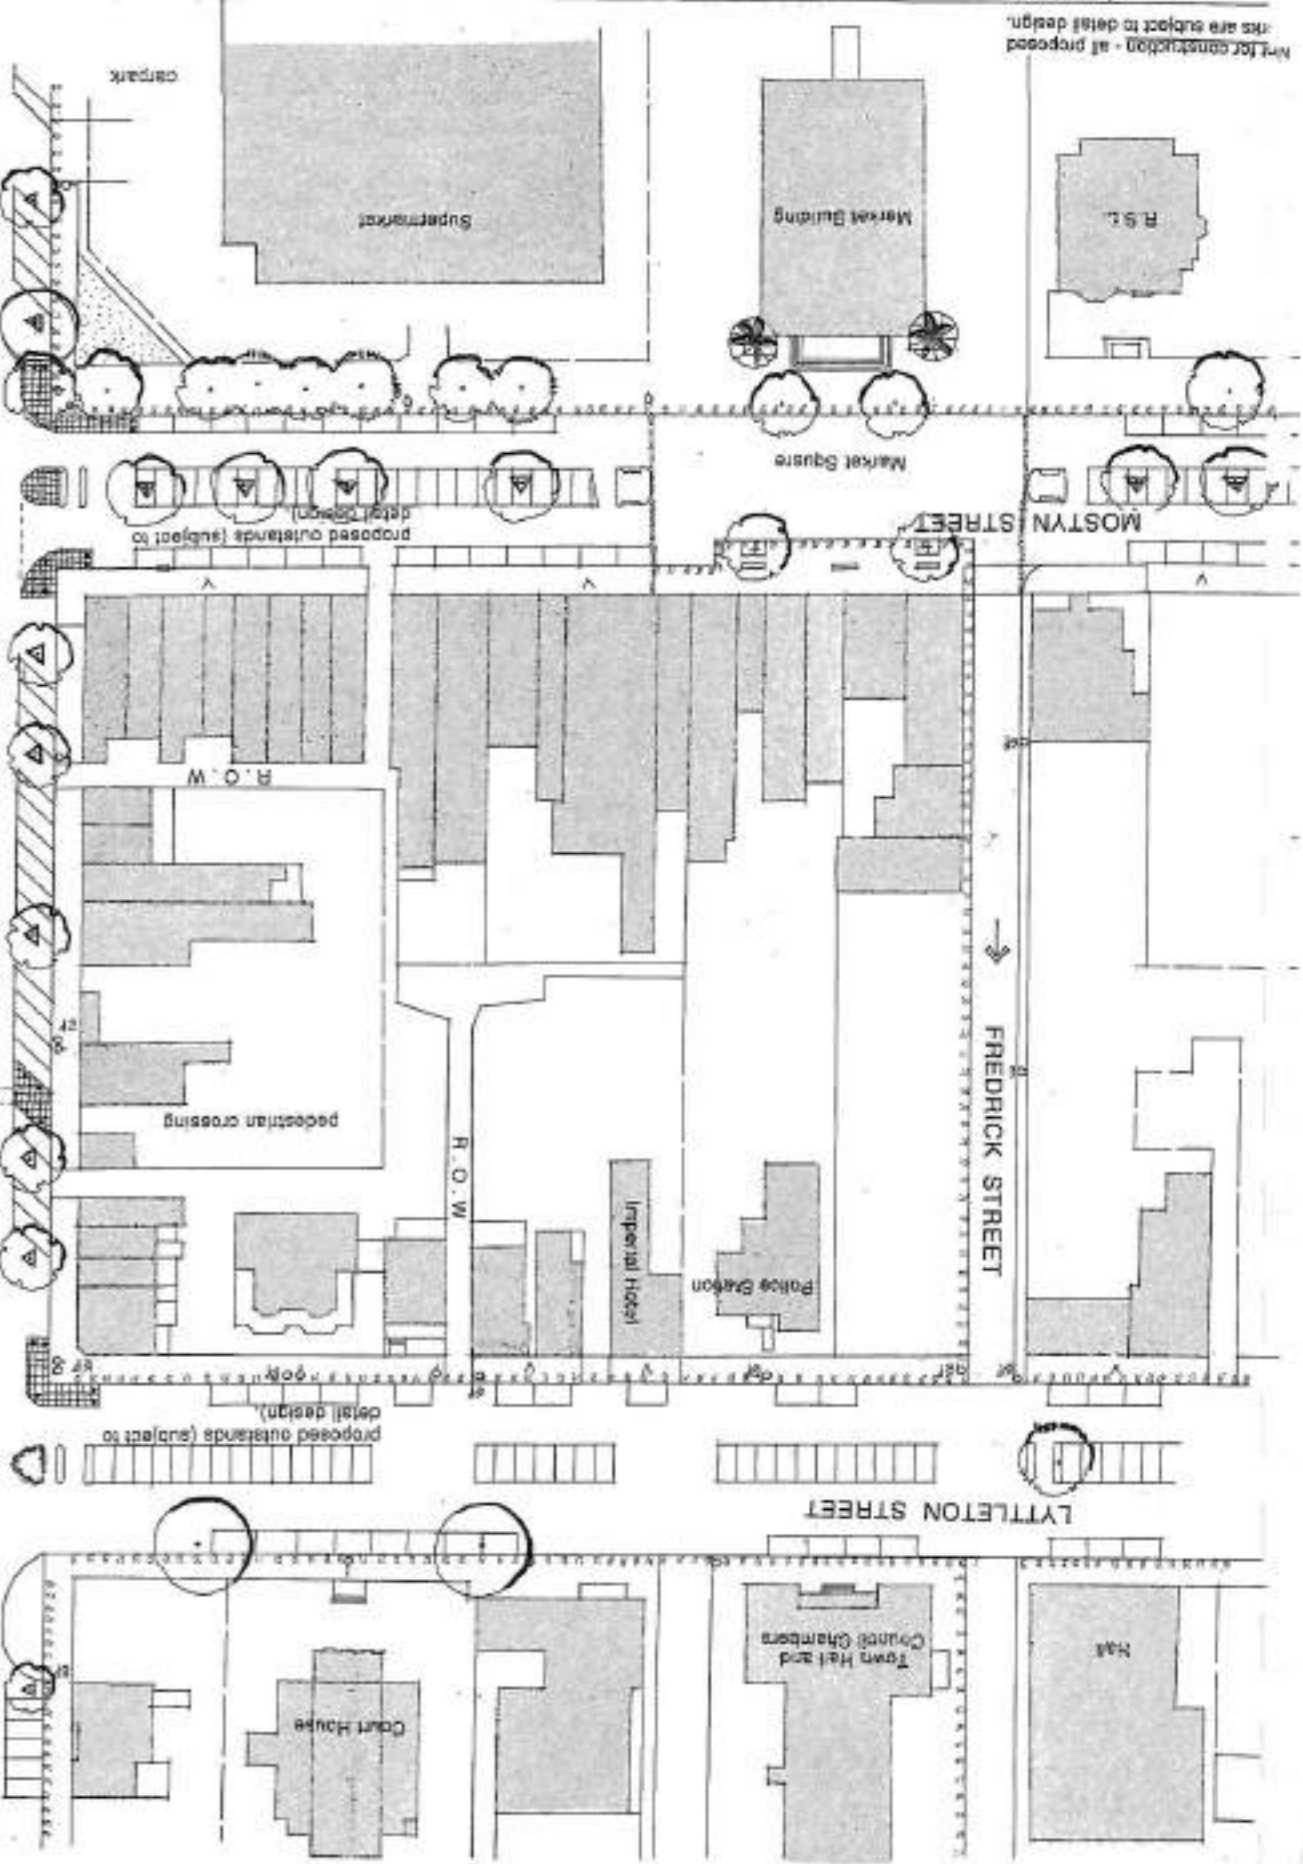 Hall
Town Hall and
Council Chambers
Court House
LYTTLETON STREET
proposed outstands (subject to
detail design).
Police Station
Imperial Hotel
FREDRICK STREET
R.O.W
pedestrian crossing
R.O.W
MOSTYN STREET
proposed outstands (subject to
detail design)
Market Square
R.S.L.
Market Building
Supermarket
carpark
for construction - all proposed
rks are subject to detail design.